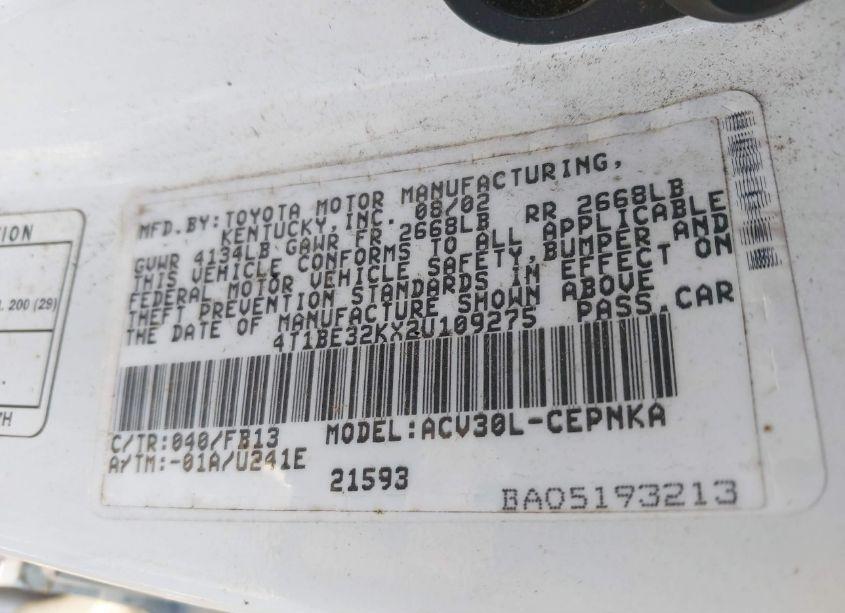 MFD.BY:TOYOTA MOTOR MANUFACTURING,
KENTUCKY,INC. 08/02
GVWR 4134LB GAWR FR 2668LB RR 2668LB
THIS VEHICLE CONFORMS TO ALL APPLICABLE
FEDERAL MOTOR VEHICLE SAFETY,BUMPER AND
THEFT PREVENTION STANDARDS IN EFFECT ON
THE DATE OF MANUFACTURE SHOWN ABOVE
4T1BE32KX2U109275 PASS.CAR
C/TR:040/FB13 MODEL:ACV30L-CEPNKA
A/TM:-01A/U241E
21593
BA05193213
200 (29)